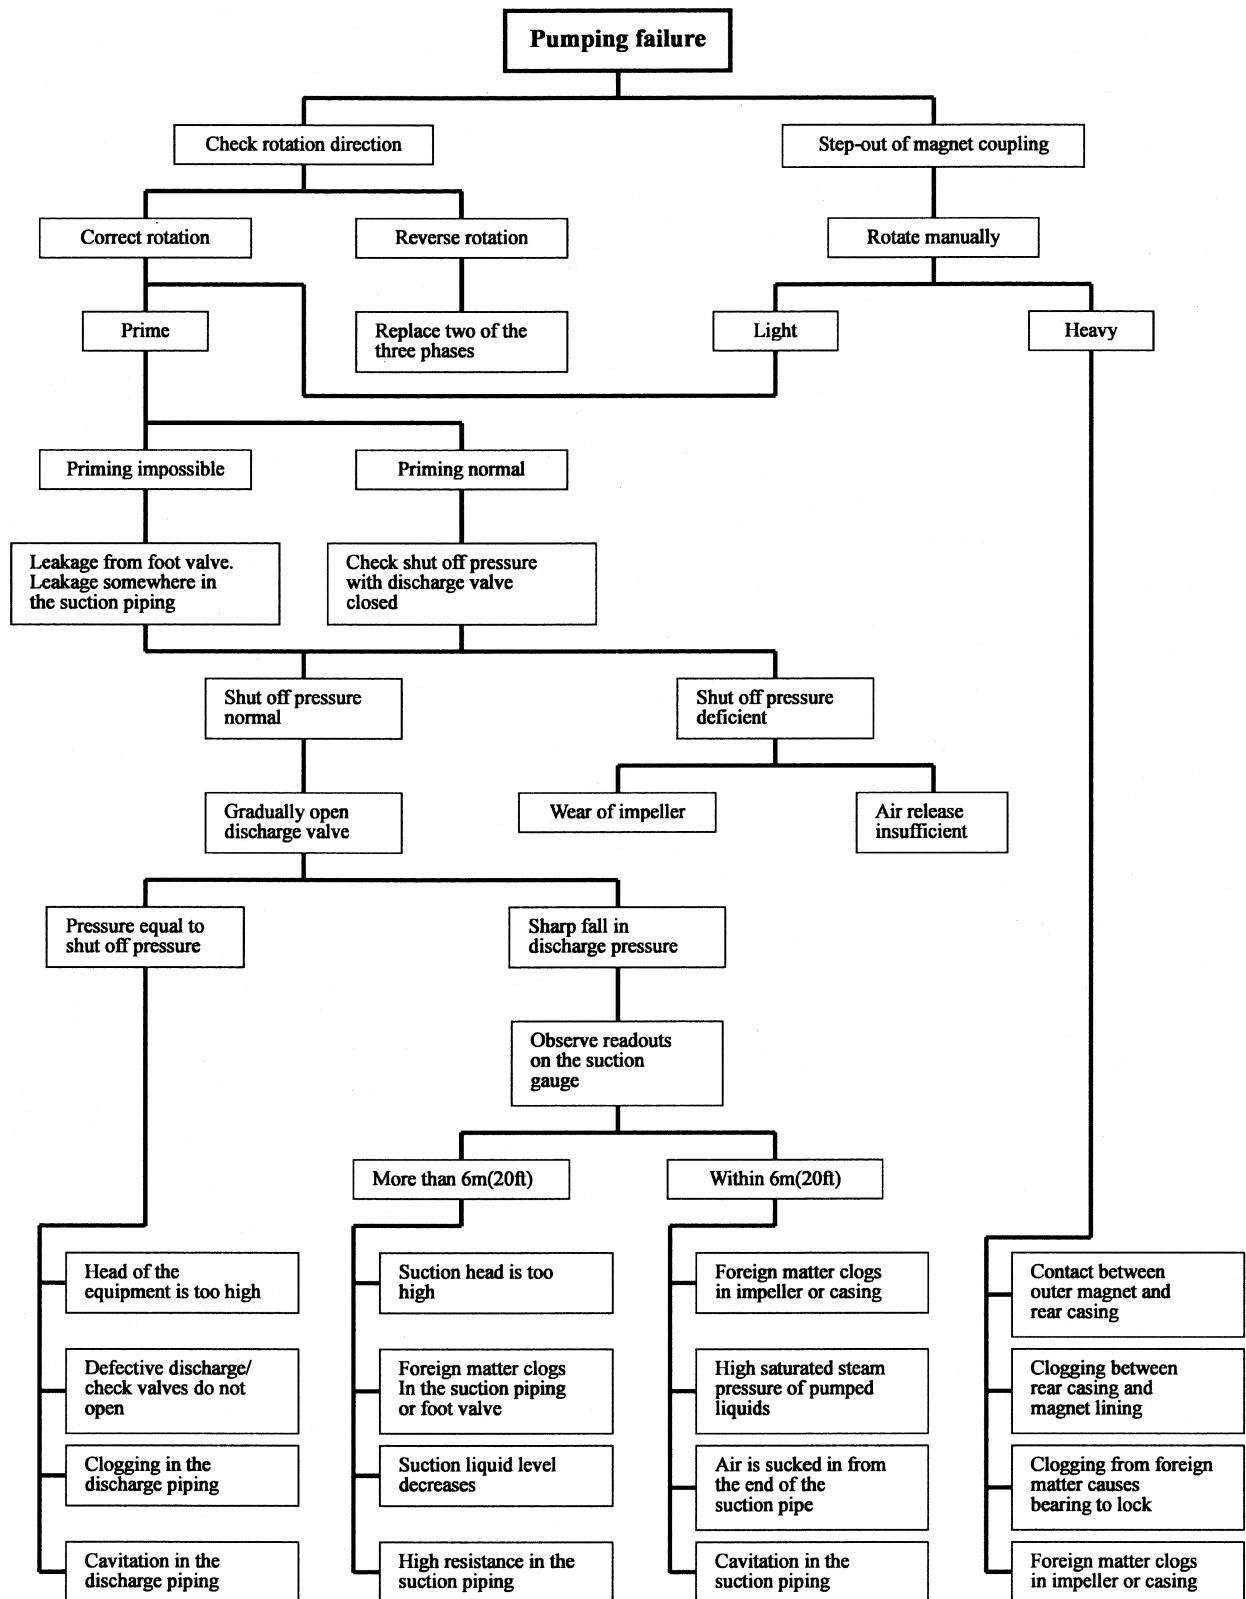 Pumping failure
Check rotation direction
Step-out of magnet coupling
Correct rotation
Reverse rotation
Rotate manually
Prime
Replace two of the
three phases
Light
Heavy
Priming impossible
Priming normal
Leakage from foot valve.
Leakage somewhere in
the suction piping
Check shut off pressure
with discharge valve
closed
Shut off pressure
normal
Shut off pressure
deficient
Gradually open
discharge valve
Wear of impeller
Air release
insufficient
Pressure equal to
shut off pressure
Sharp fall in
discharge pressure
Observe readouts
on the suction
gauge
More than 6m(20ft)
Within 6m(20ft)
Head of the
equipment is too high
Suction head is too
high
Foreign matter clogs
in impeller or casing
Contact between
outer magnet and
rear casing
Defective discharge/
check valves do not
open
Foreign matter clogs
In the suction piping
or foot valve
High saturated steam
pressure of pumped
liquids
Clogging between
rear casing and
magnet lining
Clogging in the
discharge piping
Suction liquid level
decreases
Air is sucked in from
the end of the
suction pipe
Clogging from foreign
matter causes
bearing to lock
Cavitation in the
discharge piping
High resistance in the
suction piping
Cavitation in the
suction piping
Foreign matter clogs
in impeller or casing